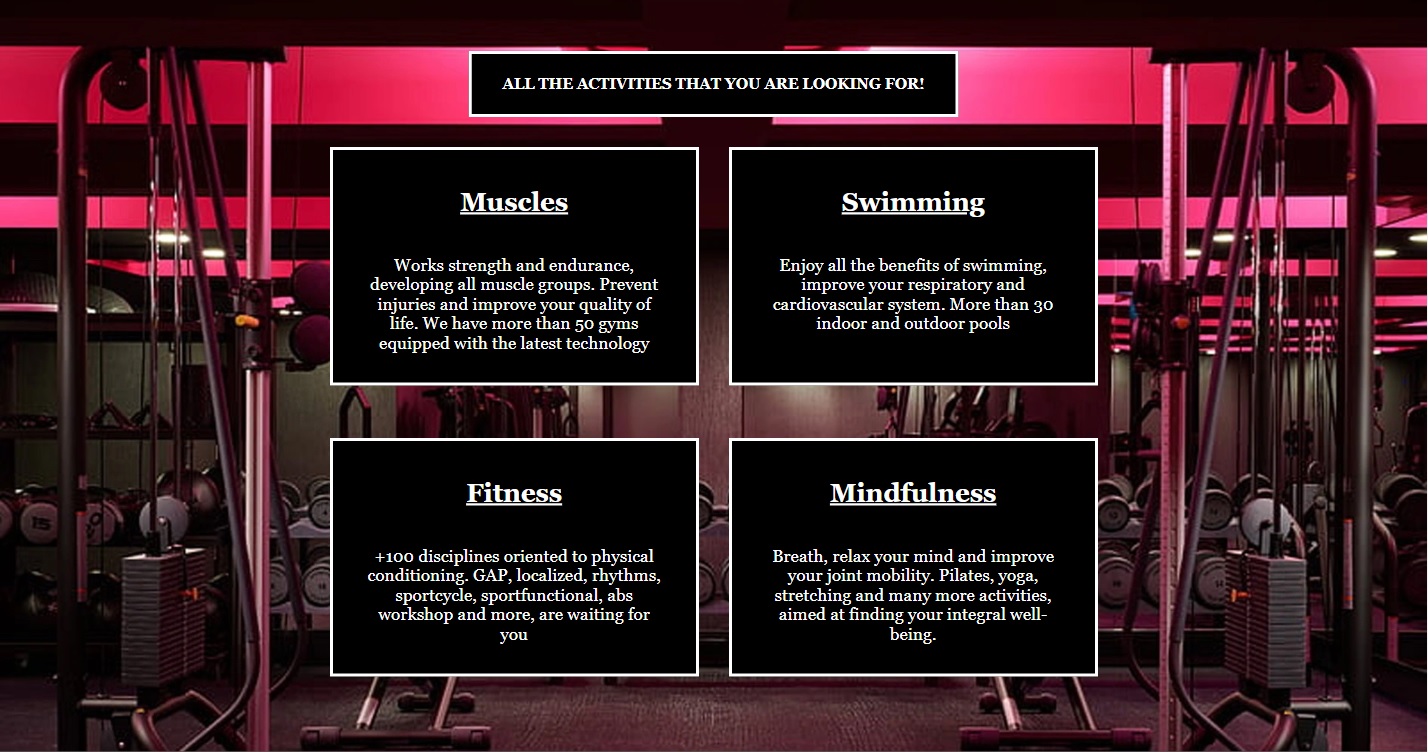 ALL THE ACTIVITIES THAT YOU ARE LOOKING FOR!
Muscles
Works strength and endurance,
developing all muscle groups. Prevent
injuries and improve your quality of
life. We have more than 50 gyms
equipped with the latest technology
Swimming
Enjoy all the benefits of swimming,
improve your respiratory and
cardiovascular system. More than 30
indoor and outdoor pools
Fitness
+100 disciplines oriented to physical
conditioning. GAP, localized, rhythms,
sportcycle, sportfunctional, abs
workshop and more, are waiting for
you
Mindfulness
Breath, relax your mind and improve
your joint mobility. Pilates, yoga,
stretching and many more activities,
aimed at finding your integral well-
being.
15